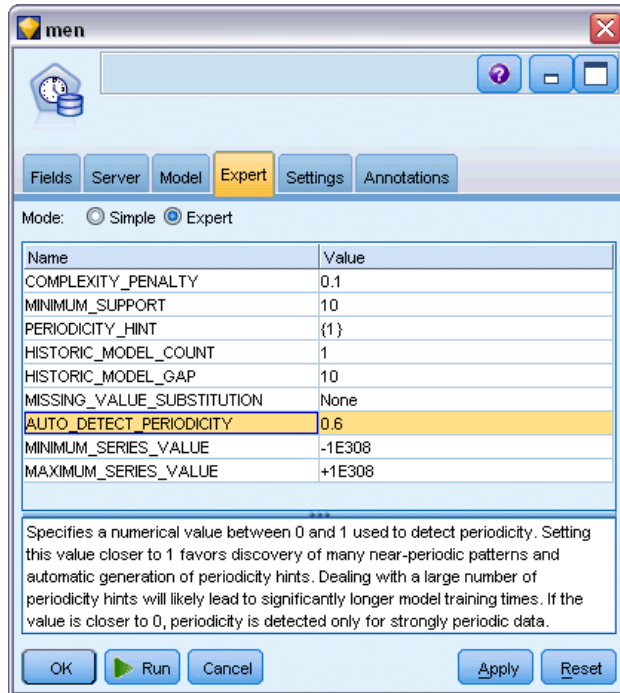 men
?
Fields Server Model Expert Settings Annotations
Mode: Simple Expert
Name Value
COMPLEXITY_PENALTY 0.1
MINIMUM_SUPPORT 10
PERIODICITY_HINT {1}
HISTORIC_MODEL_COUNT 1
HISTORIC_MODEL_GAP 10
MISSING_VALUE_SUBSTITUTION None
AUTO_DETECT_PERIODICITY 0.6
MINIMUM_SERIES_VALUE -1E308
MAXIMUM_SERIES_VALUE +1E308
Specifies a numerical value between 0 and 1 used to detect periodicity. Setting
this value closer to 1 favors discovery of many near-periodic patterns and
automatic generation of periodicity hints. Dealing with a large number of
periodicity hints will likely lead to significantly longer model training times. If the
value is closer to 0, periodicity is detected only for strongly periodic data.
OK Run Cancel Apply Reset